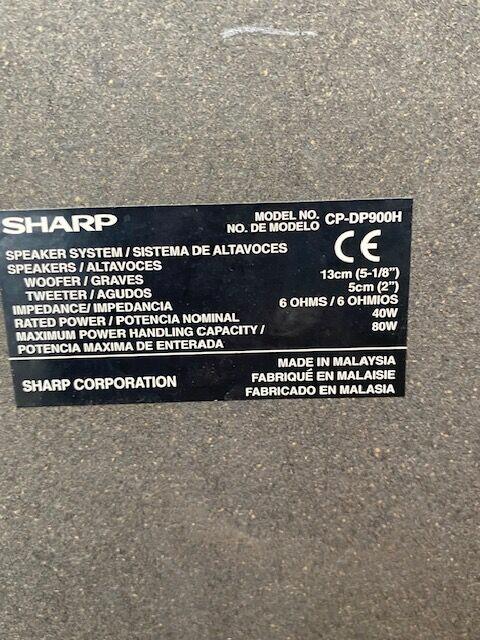 SHARP
MODEL NO. CP-DP900H
NO. DE MODELO
CE
SPEAKER SYSTEM / SISTEMA DE ALTAVOCES
SPEAKERS / ALTAVOCES
WOOFER / GRAVES 13cm (5-1/8")
TWEETER / AGUDOS 5cm (2")
IMPEDANCE/IMPEDANCIA 6 OHMS / 6 OHMIOS
RATED POWER / POTENCIA NOMINAL 40W
MAXIMUM POWER HANDLING CAPACITY / 80W
POTENCIA MAXIMA DE ENTERADA
SHARP CORPORATION
MADE IN MALAYSIA
FABRIQUÉ EN MALAISIE
FABRICADO EN MALASIA